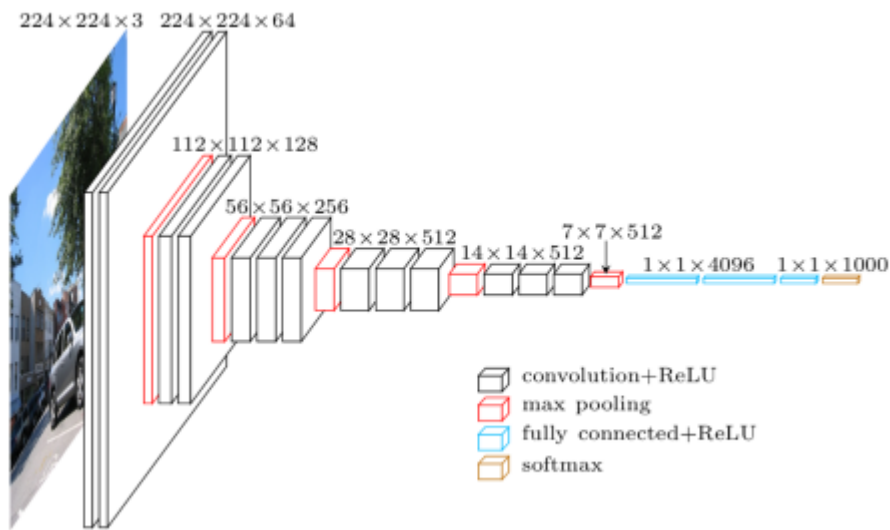 224×224×3
224×224×64
112×112×128
56×56×256
28×28×512
14×14×512
7×7×512
1×1×4096
1×1×1000
convolution+ReLU
max pooling
fully connected+ReLU
softmax